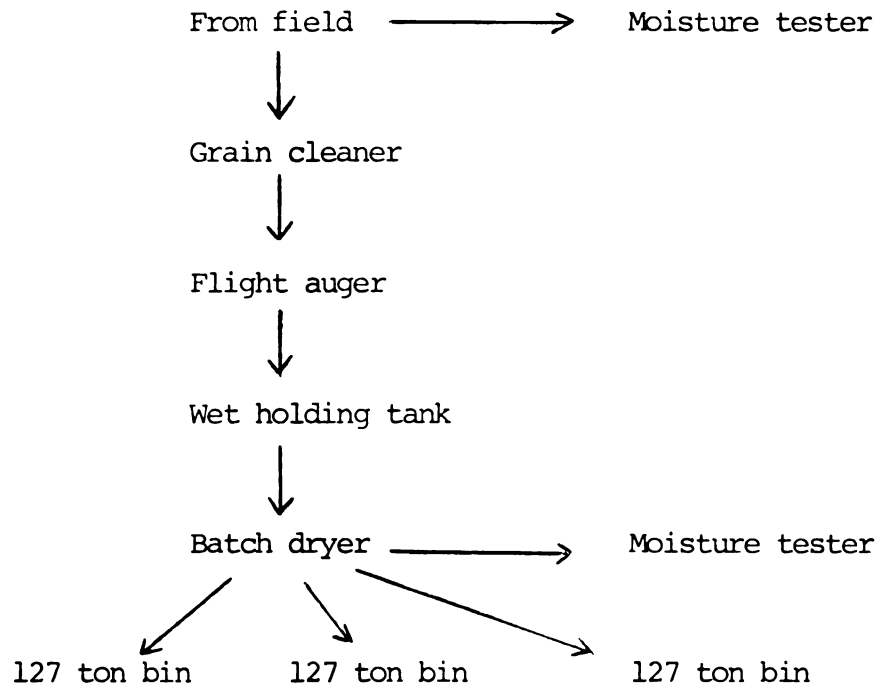 From field Moisture tester
Grain cleaner
Flight auger
Wet holding tank
Batch dryer Moisture tester
127 ton bin 127 ton bin 127 ton bin